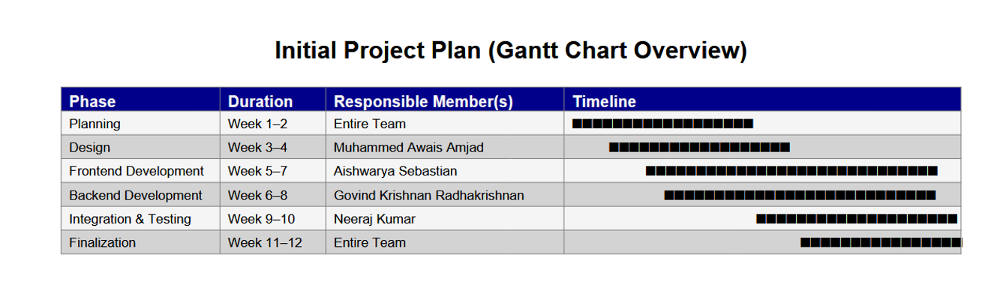 Initial Project Plan (Gantt Chart Overview)
Phase Duration Responsible Member(s) Timeline
Planning Week 1–2 Entire Team ■■■■■■■■■■■■■■■■■■
Design Week 3–4 Muhammed Awais Amjad ■■■■■■■■■■■■■■■■■■
Frontend Development Week 5–7 Aishwarya Sebastian ■■■■■■■■■■■■■■■■■■■■■■■■■■■■■
Backend Development Week 6–8 Govind Krishnan Radhakrishnan ■■■■■■■■■■■■■■■■■■■■■■■■■■■
Integration & Testing Week 9–10 Neeraj Kumar ■■■■■■■■■■■■■■■■■■■■
Finalization Week 11–12 Entire Team ■■■■■■■■■■■■■■■■